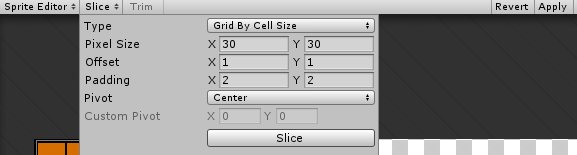 Sprite Editor Slice Trim Revert Apply
Type Grid By Cell Size
Pixel Size X 30 Y 30
Offset X 1 Y 1
Padding X 2 Y 2
Pivot Center
Custom Pivot X 0 Y 0
Slice